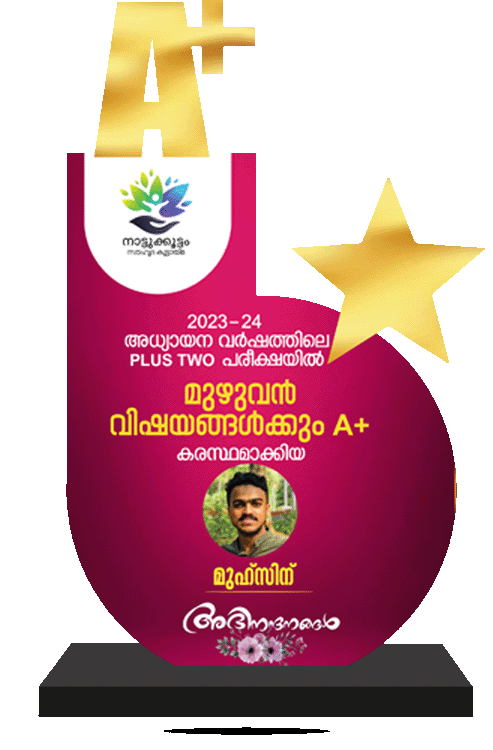 A+
നാട്ടുക്കൂട്ടം
സൗഹൃദ കൂട്ടായ്മ
2023-24
അധ്യായന വർഷത്തിലെ
PLUS TWO പരീക്ഷയിൽ
മുഴുവൻ
വിഷയങ്ങൾക്കും A+
കരസ്ഥമാക്കിയ
മുഹ്സിന്
അഭിനന്ദനങ്ങൾ